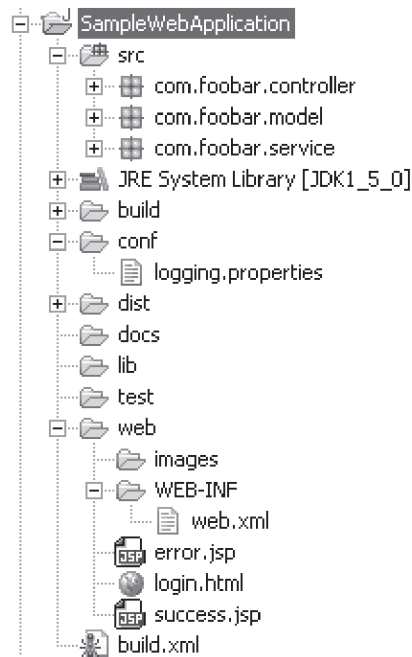 SampleWebApplication
src
com.foobar.controller
com.foobar.model
com.foobar.service
JRE System Library [JDK1_5_0]
build
conf
logging.properties
dist
docs
lib
test
web
images
WEB-INF
web.xml
error.jsp
login.html
success.jsp
build.xml